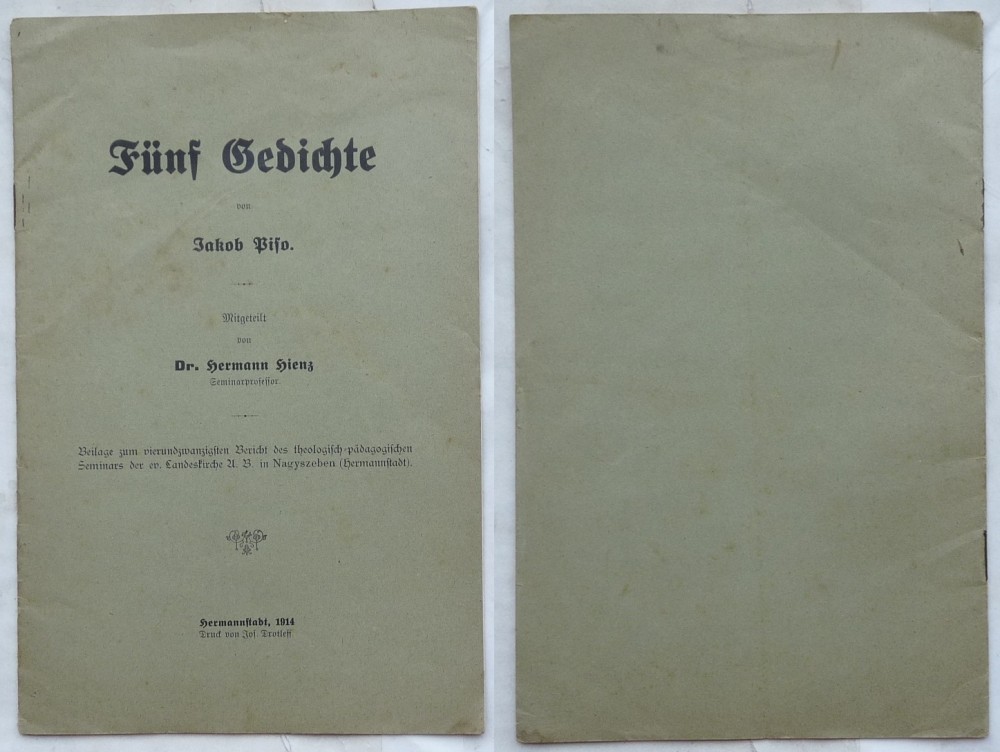 Fünf Gedichte
von
Jakob Piso.
Mitgeteilt
von
Dr. Hermann Hienz
Seminarprofessor.
Beilage zum vierundzwanzigsten Bericht des theologisch-pädagogischen
Seminars der ev. Landeskirche A. B. in Nagyszeben (Hermannstadt).
Hermannstadt, 1914
Druck von Jos. Drotleff